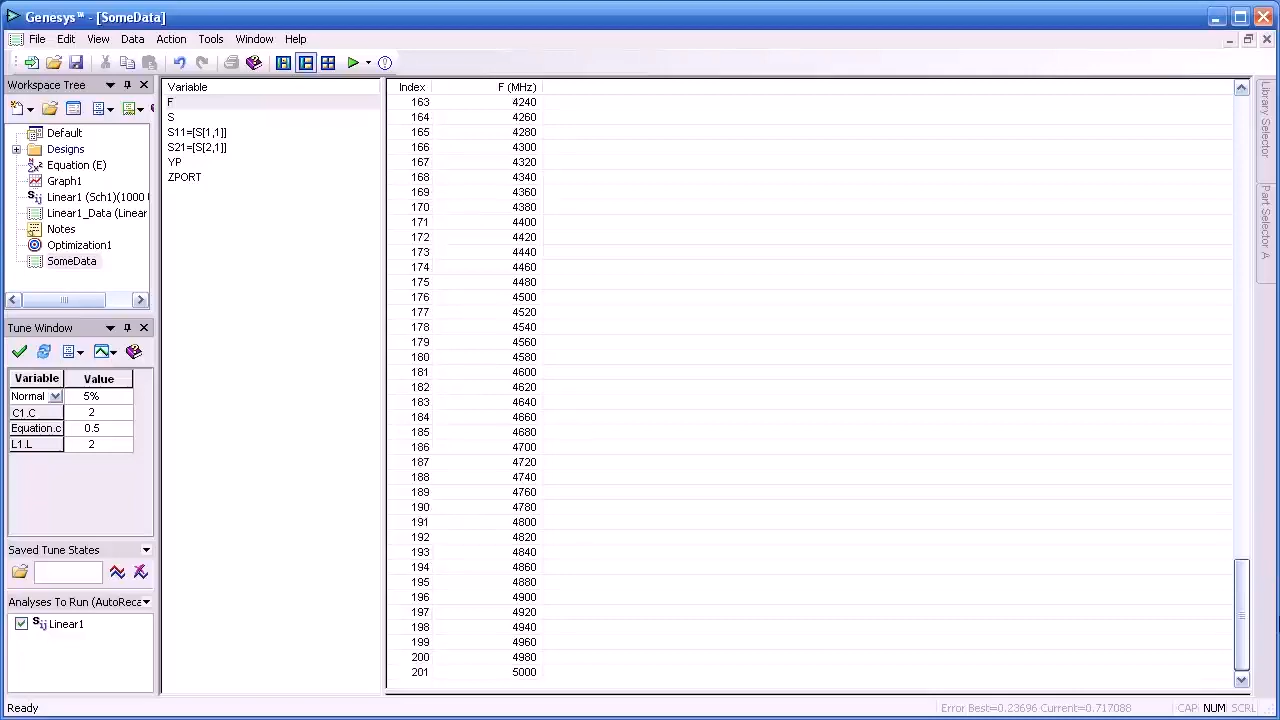 Genesys™ - [SomeData]
File Edit View Data Action Tools Window Help
Workspace Tree
Default
Designs
Equation (E)
Graph1
Linear1 (Sch1)(1000
Linear1_Data (Linear
Notes
Optimization1
SomeData
Tune Window
Variable Value
Normal 5%
C1.C 2
Equation.c 0.5
L1.L 2
Saved Tune States
Analyses To Run (AutoReca
Sij Linear1
Variable
F
S
S11=[S[1,1]]
S21=[S[2,1]]
YP
ZPORT
Index F (MHz)
163 4240
164 4260
165 4280
166 4300
167 4320
168 4340
169 4360
170 4380
171 4400
172 4420
173 4440
174 4460
175 4480
176 4500
177 4520
178 4540
179 4560
180 4580
181 4600
182 4620
183 4640
184 4660
185 4680
186 4700
187 4720
188 4740
189 4760
190 4780
191 4800
192 4820
193 4840
194 4860
195 4880
196 4900
197 4920
198 4940
199 4960
200 4980
201 5000
Library Selector
Part Selector A
Ready
Error Best=0.23696 Current=0.717088 CAP NUM SCRL